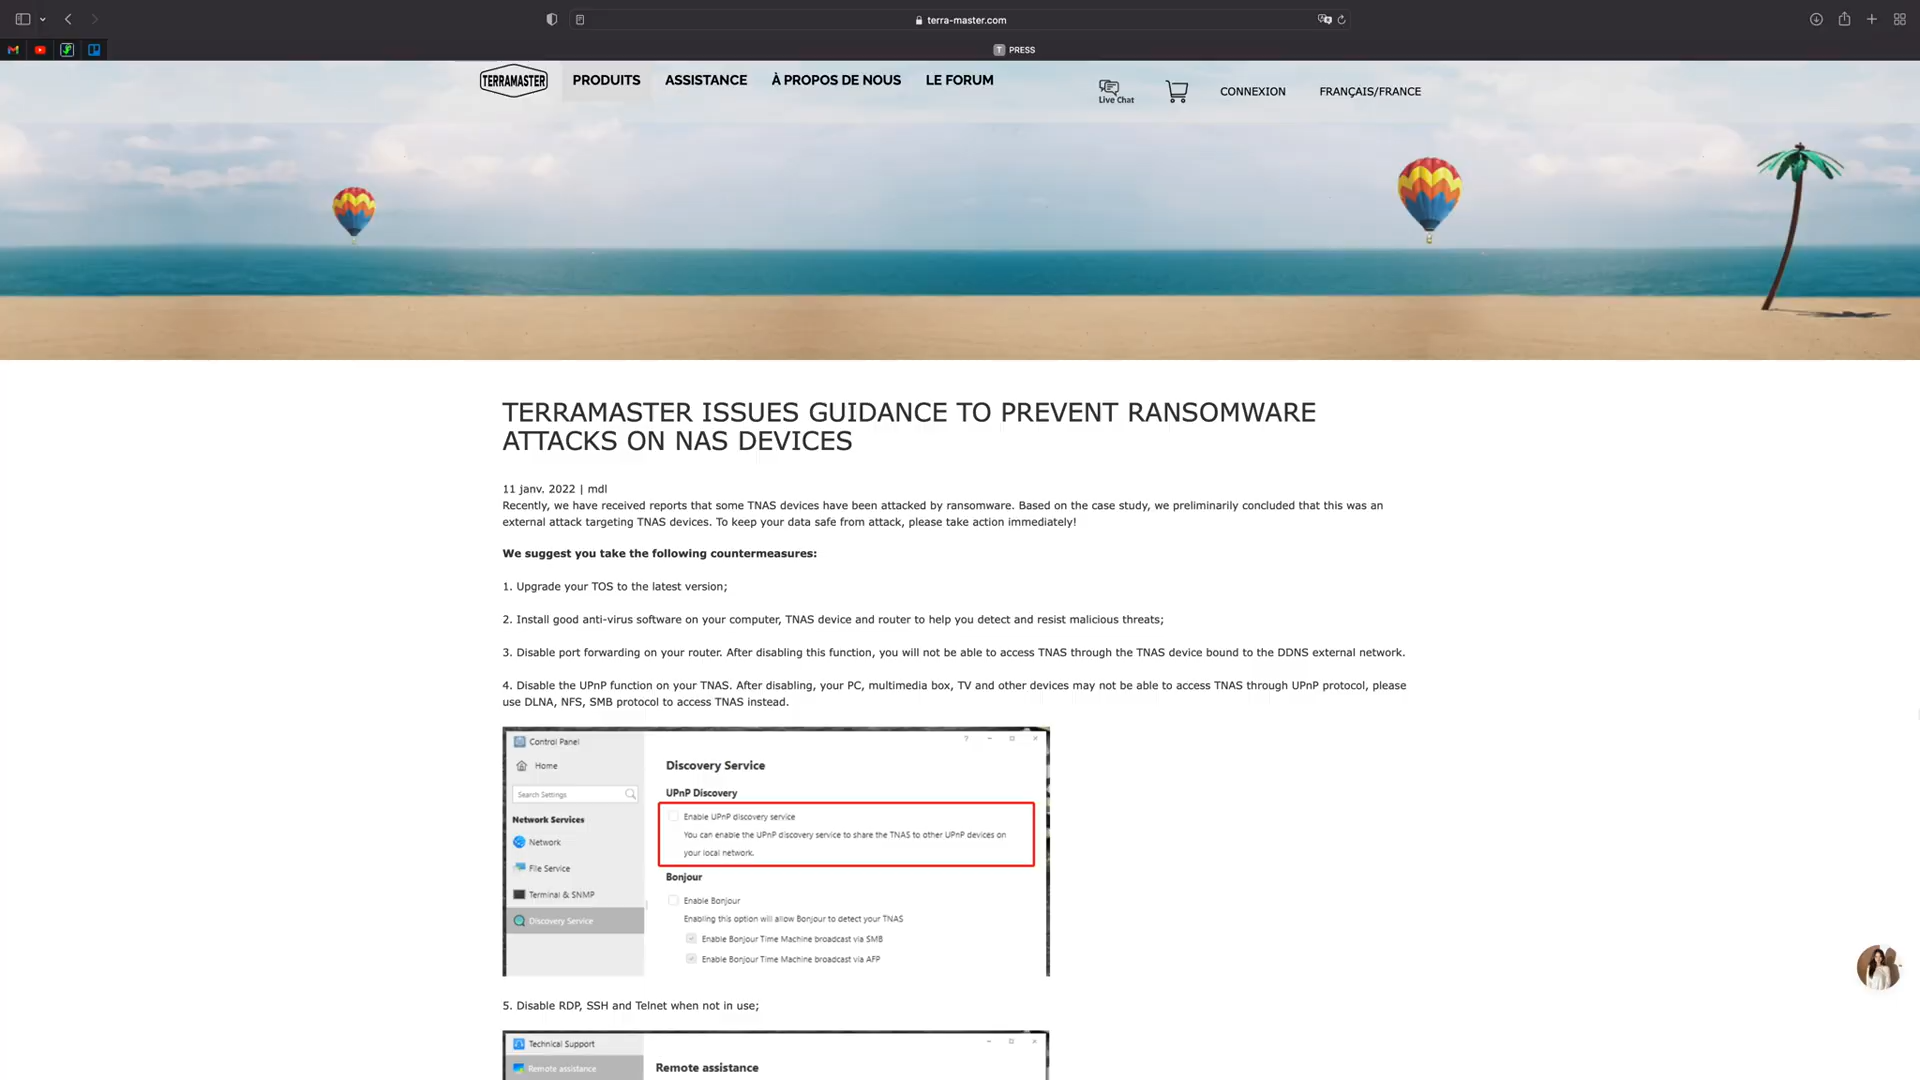 terra-master.com
T PRESS
TERRAMASTER
PRODUITS
ASSISTANCE
À PROPOS DE NOUS
LE FORUM
Live Chat
CONNEXION
FRANÇAIS/FRANCE
TERRAMASTER ISSUES GUIDANCE TO PREVENT RANSOMWARE
ATTACKS ON NAS DEVICES
11 janv. 2022 | mdl
Recently, we have received reports that some TNAS devices have been attacked by ransomware. Based on the case study, we preliminarily concluded that this was an
external attack targeting TNAS devices. To keep your data safe from attack, please take action immediately!
We suggest you take the following countermeasures:
1. Upgrade your TOS to the latest version;
2. Install good anti-virus software on your computer, TNAS device and router to help you detect and resist malicious threats;
3. Disable port forwarding on your router. After disabling this function, you will not be able to access TNAS through the TNAS device bound to the DDNS external network.
4. Disable the UPnP function on your TNAS. After disabling, your PC, multimedia box, TV and other devices may not be able to access TNAS through UPnP protocol, please
use DLNA, NFS, SMB protocol to access TNAS instead.
Control Panel
Home
Search Settings
Network Services
Network
File Service
Terminal & SNMP
Discovery Service
Discovery Service
UPnP Discovery
Enable UPnP discovery service
You can enable the UPnP discovery service to share the TNAS to other UPnP devices on
your local network.
Bonjour
Enable Bonjour
Enabling this option will allow Bonjour to detect your TNAS
Enable Bonjour Time Machine broadcast via SMB
Enable Bonjour Time Machine broadcast via AFP
5. Disable RDP, SSH and Telnet when not in use;
Technical Support
Remote assistance
Remote assistance